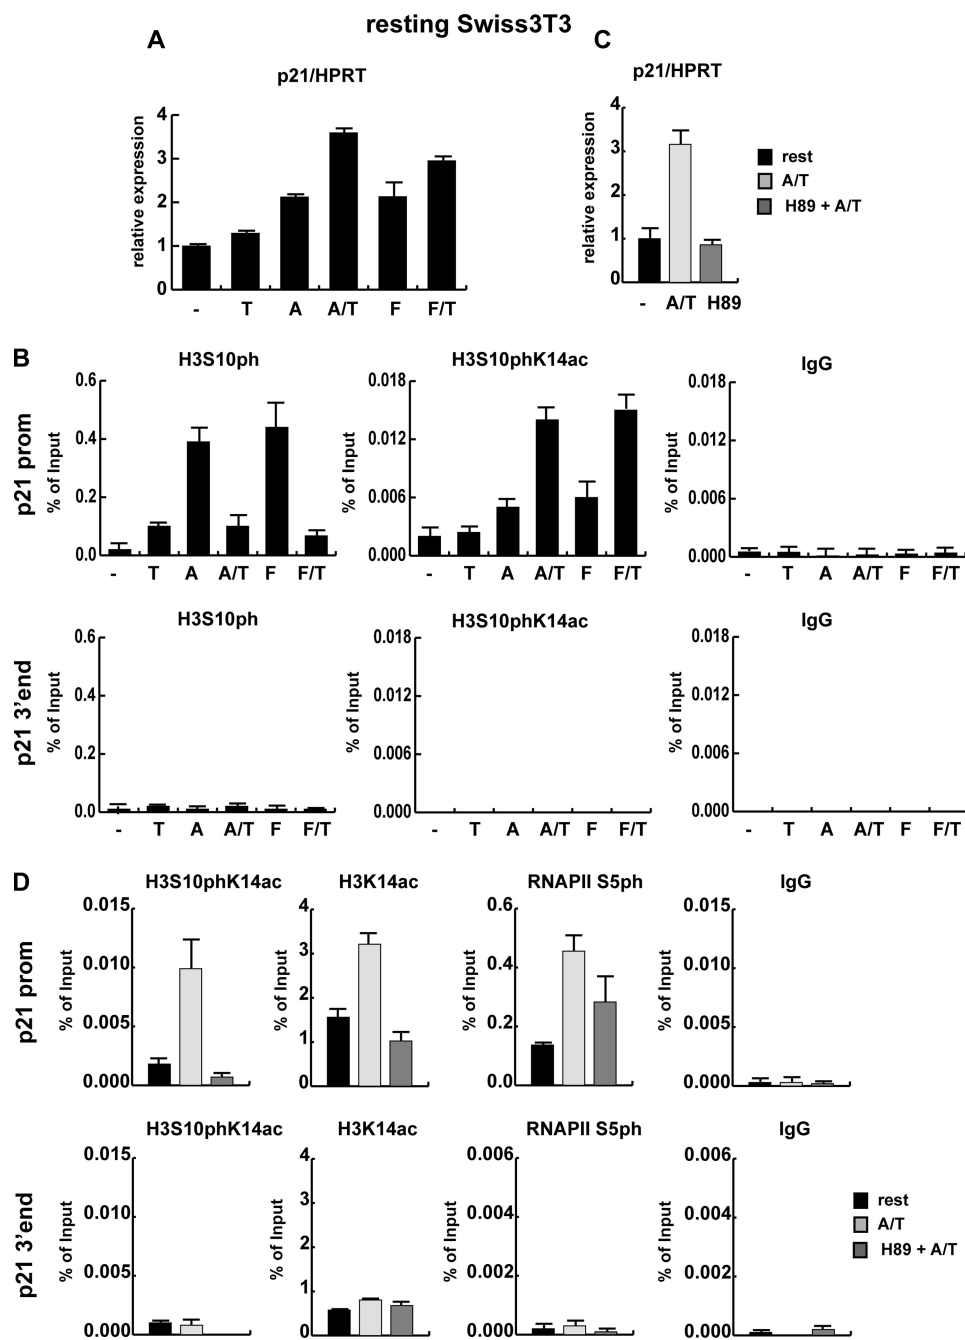 resting Swiss3T3
A
p21/HPRT
relative expression
4
3
2
1
0
- T A A/T F F/T
C
p21/HPRT
relative expression
4
3
2
1
0
- A/T H89
rest
A/T
H89 + A/T
B
p21 prom
H3S10ph
% of Input
0.6
0.4
0.2
0.0
- T A A/T F F/T
H3S10phK14ac
% of Input
0.018
0.012
0.006
0.000
- T A A/T F F/T
IgG
% of Input
0.018
0.012
0.006
0.000
- T A A/T F F/T
p21 3'end
H3S10ph
% of Input
0.6
0.4
0.2
0.0
- T A A/T F F/T
H3S10phK14ac
% of Input
0.018
0.012
0.006
0.000
- T A A/T F F/T
IgG
% of Input
0.018
0.012
0.006
0.000
- T A A/T F F/T
D
p21 prom
H3S10phK14ac
% of Input
0.015
0.010
0.005
0.000
H3K14ac
% of Input
4
3
2
1
0
RNAPII S5ph
% of Input
0.6
0.4
0.2
0.0
IgG
% of Input
0.015
0.010
0.005
0.000
p21 3'end
H3S10phK14ac
% of Input
0.015
0.010
0.005
0.000
H3K14ac
% of Input
4
3
2
1
0
RNAPII S5ph
% of Input
0.006
0.004
0.002
0.000
IgG
% of Input
0.006
0.004
0.002
0.000
rest
A/T
H89 + A/T